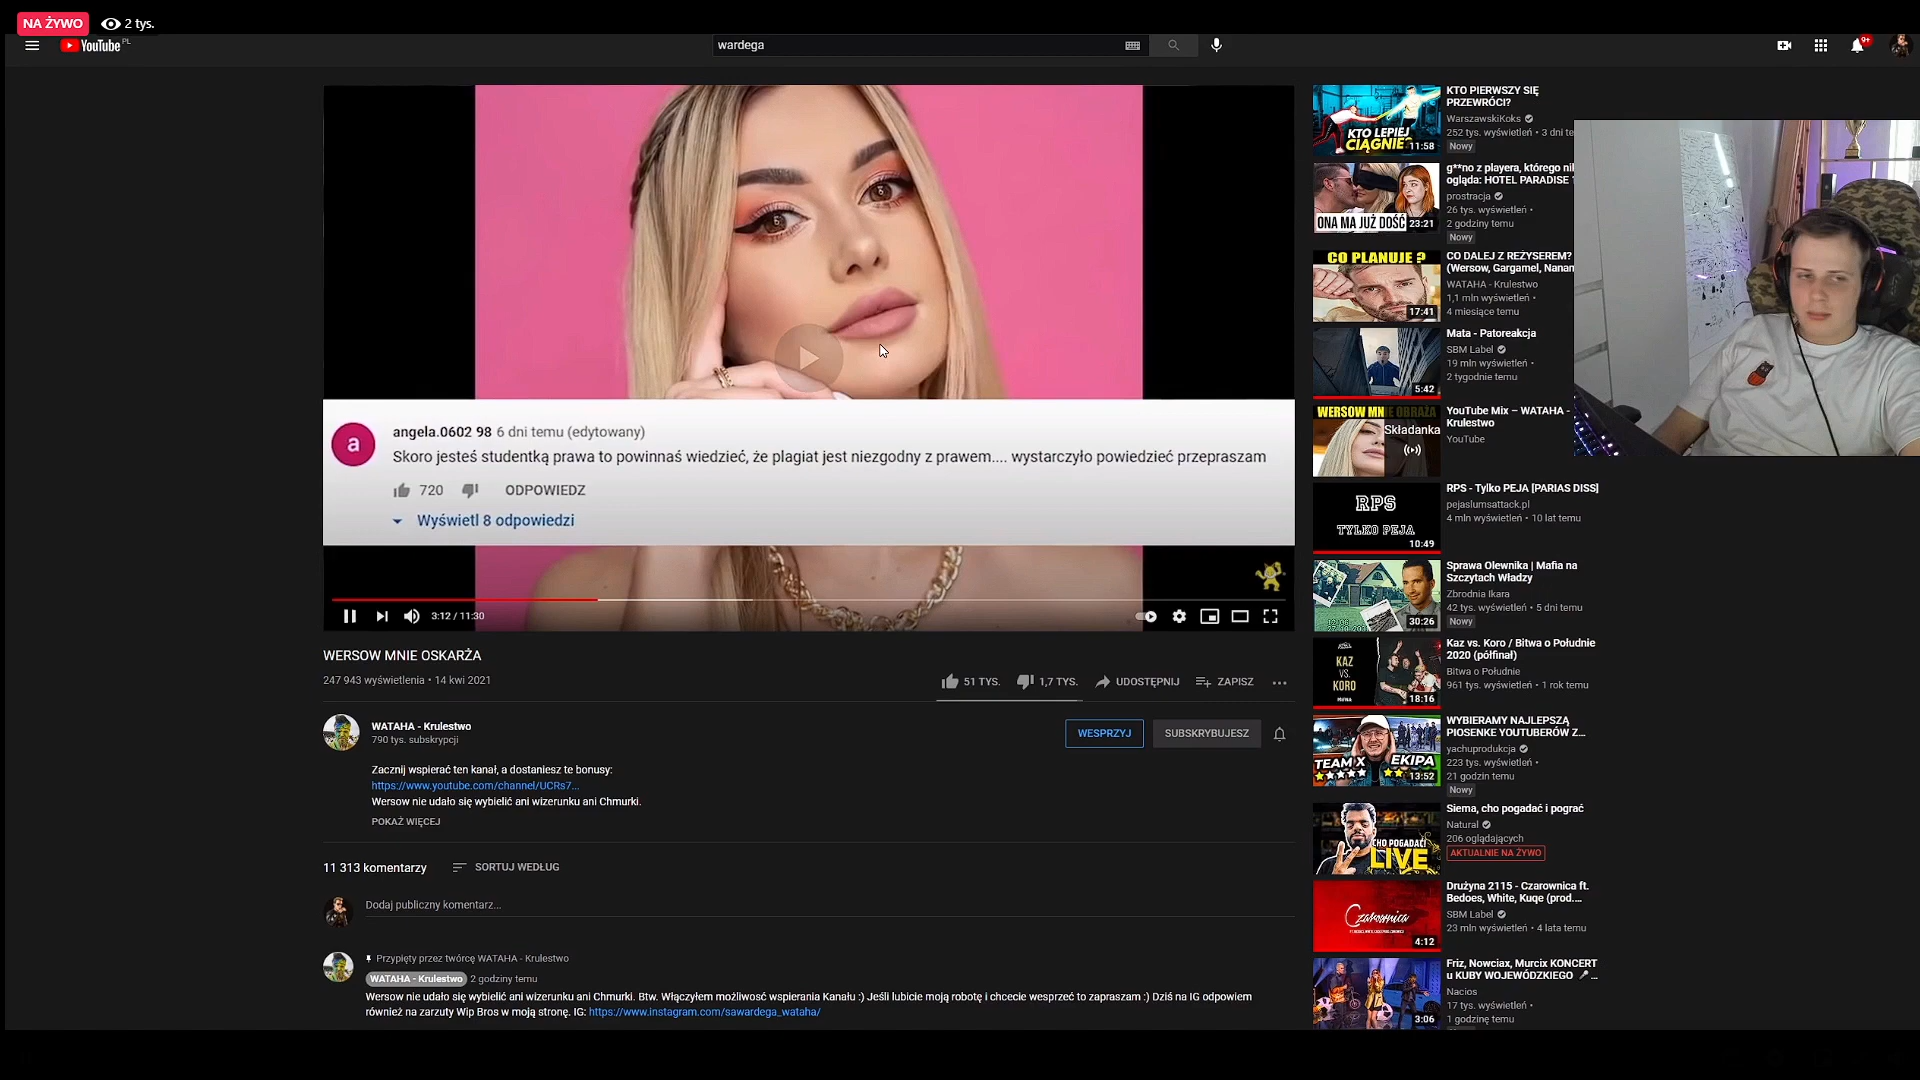 NA ŻYWO 2 tys.
YouTube PL
wardega
9+
angela.0602 98 6 dni temu (edytowany)
a
Skoro jesteś studentką prawa to powinnaś wiedzieć, że plagiat jest niezgodny z prawem.... wystarczyło powiedzieć przepraszam
720 ODPOWIEDZ
Wyświetl 8 odpowiedzi
3:12 / 11:30
WERSOW MNIE OSKARŻA
247 943 wyświetlenia • 14 kwi 2021
51 TYS. 1,7 TYS. UDOSTĘPNIJ ZAPISZ
WATAHA - Krulestwo
790 tys. subskrypcji
WESPRZYJ SUBSKRYBUJESZ
Zacznij wspierać ten kanał, a dostaniesz te bonusy:
https://www.youtube.com/channel/UCRs7...
Wersow nie udało się wybielić ani wizerunku ani Chmurki.
POKAŻ WIĘCEJ
11 313 komentarzy SORTUJ WEDŁUG
Dodaj publiczny komentarz...
Przypięty przez twórcę WATAHA - Krulestwo
WATAHA - Krulestwo 2 godziny temu
Wersow nie udało się wybielić ani wizerunku ani Chmurki. Btw. Włączyłem możliwosć wspierania Kanału :) Jeśli lubicie moją robotę i chcecie wesprzeć to zapraszam :) Dziś na IG odpowiem
również na zarzuty Wip Bros w moją stronę. IG: https://www.instagram.com/sawardega_wataha/
KTO LEPIEJ
CIĄGNIE?
11:58
KTO PIERWSZY SIĘ
PRZEWRÓCI?
WarszawskiKoks
252 tys. wyświetleń • 3 dni te
Nowy
ONA MA JUŻ DOŚĆ
23:21
g**no z playera, którego nik
ogląda: HOTEL PARADISE
prostracja
26 tys. wyświetleń •
2 godziny temu
Nowy
CO PLANUJE ?
17:41
CO DALEJ Z REŻYSEREM?
(Wersow, Gargamel, Nanan
WATAHA - Krulestwo
1,1 mln wyświetleń •
4 miesiące temu
5:42
Mata - Patoreakcja
SBM Label
19 mln wyświetleń •
2 tygodnie temu
WERSOW MNIE OBRAŻA
Składanka
YouTube Mix – WATAHA -
Krulestwo
YouTube
RPS
TYLKO PEJA
10:49
RPS - Tylko PEJA [PARIAS DISS]
pejaslumsattack.pl
4 mln wyświetleń • 10 lat temu
30:26
Sprawa Olewnika | Mafia na
Szczytach Władzy
Zbrodnia Ikara
42 tys. wyświetleń • 5 dni temu
Nowy
KAZ
VS.
KORO
18:16
Kaz vs. Koro / Bitwa o Południe
2020 (półfinał)
Bitwa o Południe
961 tys. wyświetleń • 1 rok temu
TEAM X EKIPA
13:52
WYBIERAMY NAJLEPSZĄ
PIOSENKE YOUTUBERÓW Z...
yachuprodukcja
223 tys. wyświetleń •
21 godzin temu
Nowy
CHO POGADAĆ!
LIVE
Siema, cho pogadać i pograć
Natural
206 oglądających
AKTUALNIE NA ŻYWO
Czarownica
4:12
Drużyna 2115 - Czarownica ft.
Bedoes, White, Kuqe (prod....
SBM Label
23 mln wyświetleń • 4 lata temu
3:06
Friz, Nowciax, Murcix KONCERT
u KUBY WOJEWÓDZKIEGO 🎤...
Nacios
17 tys. wyświetleń •
1 godzinę temu